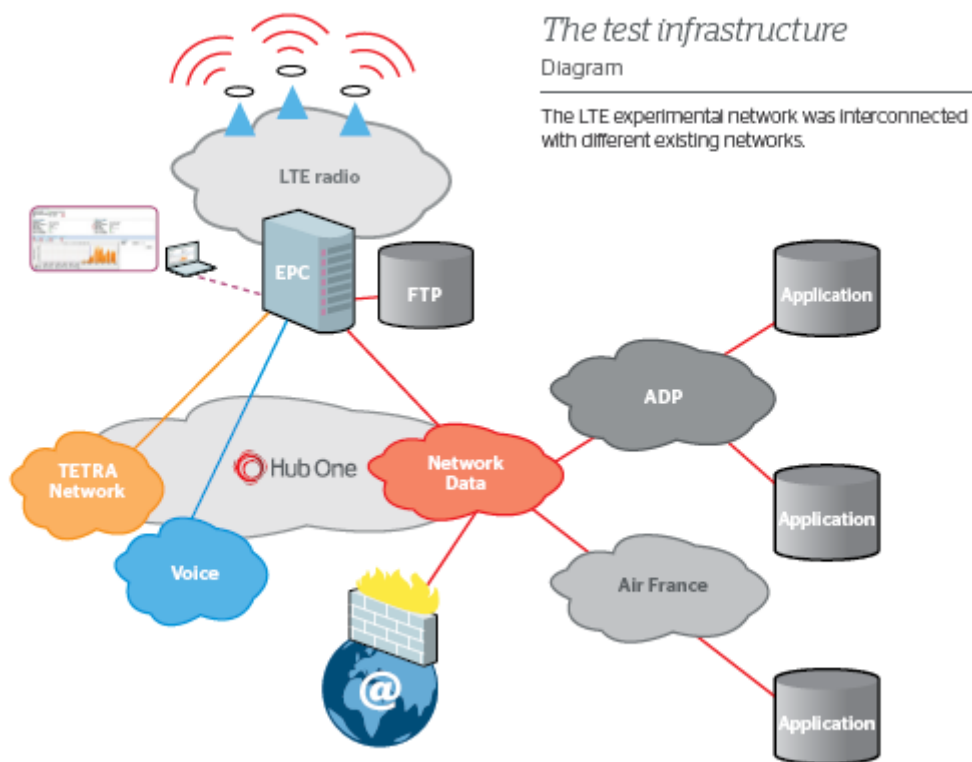 The test infrastructure
Diagram
The LTE experimental network was interconnected
with different existing networks.
LTE radio
EPC
FTP
Application
ADP
TETRA
Network
Hub One
Network
Data
Application
Voice
Air France
@
Application